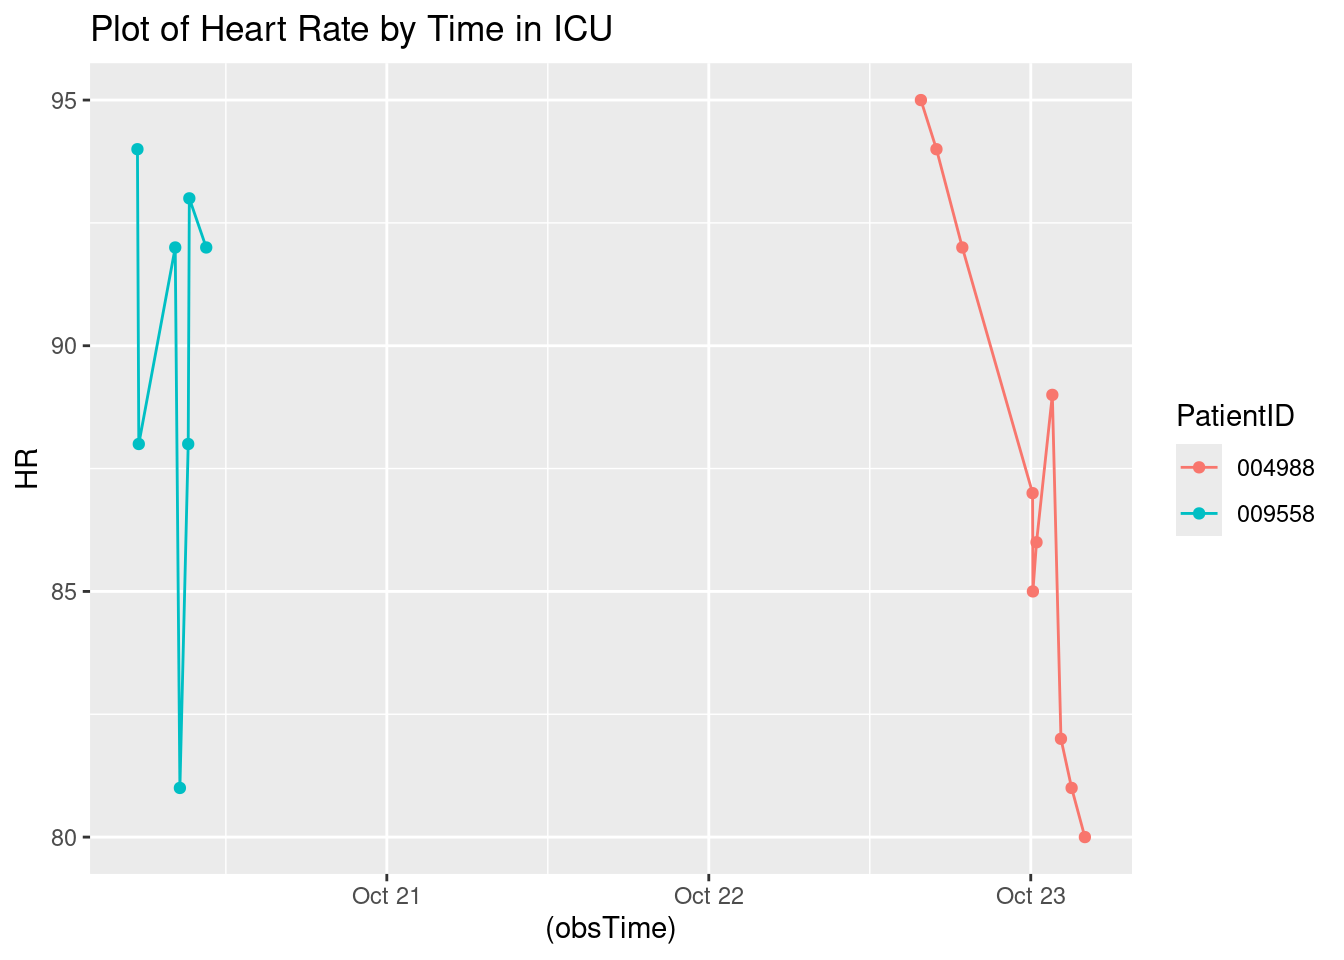 Plot of Heart Rate by Time in ICU
95
90
85
80
HR
Oct 21
Oct 22
Oct 23
(obsTime)
PatientID
004988
009558